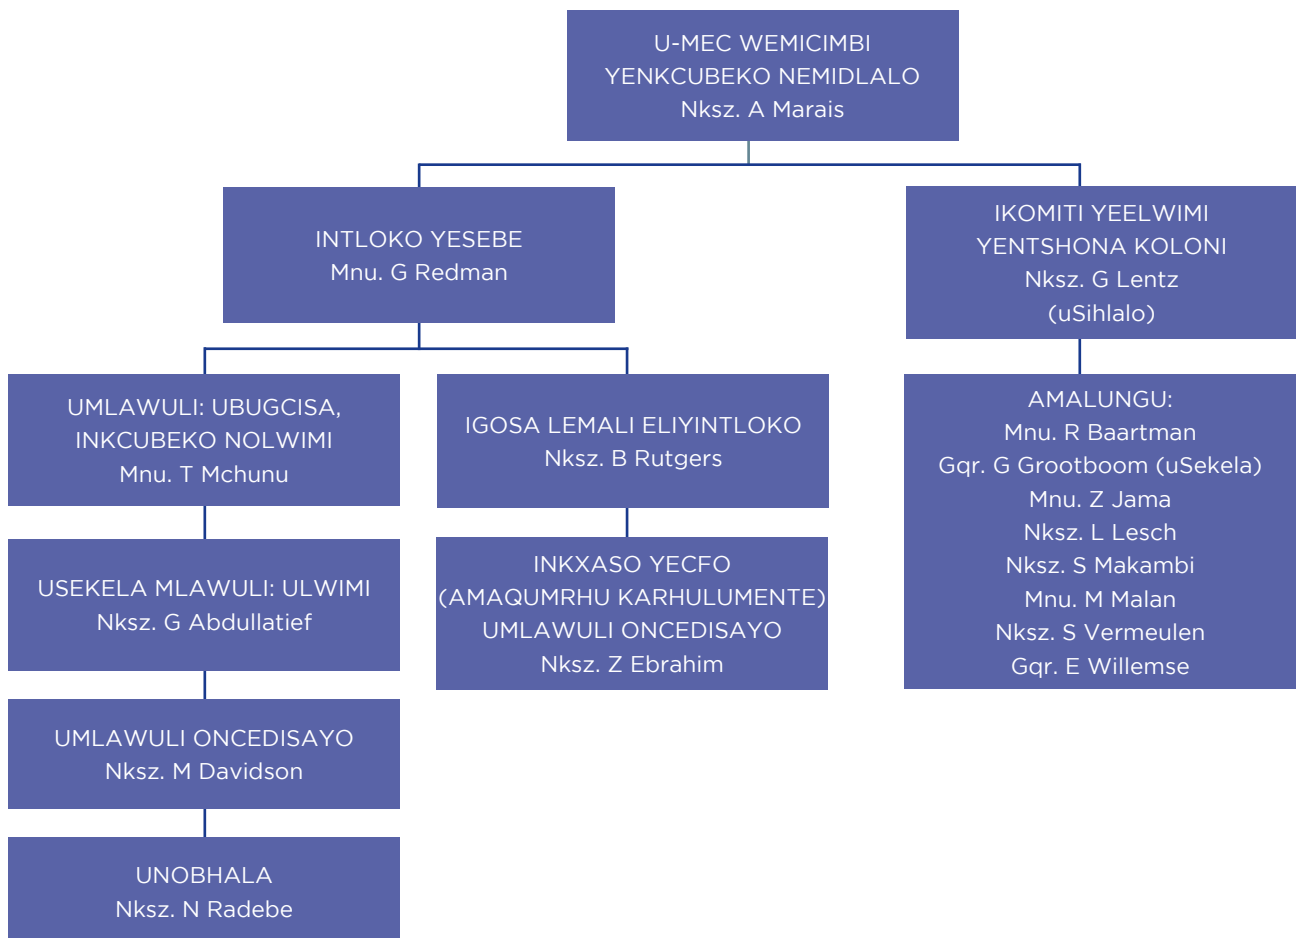 U-MEC WEMICIMBI
YENKCUBEKO NEMIDLALO
Nksz. A Marais
INTLOKO YESEBE
Mnu. G Redman
IKOMITI YEELWIMI
YENTSHONA KOLONI
Nksz. G Lentz
(uSihlalo)
UMLAWULI: UBUGCISA,
INKCUBEKO NOLWIMI
Mnu. T Mchunu
IGOSA LEMALI ELIYINTLOKO
Nksz. B Rutgers
AMALUNGU:
Mnu. R Baartman
Gqr. G Grootboom (uSekela)
Mnu. Z Jama
Nksz. L Lesch
Nksz. S Makambi
Mnu. M Malan
Nksz. S Vermeulen
Gqr. E Willemse
USEKELA MLAWULI: ULWIMI
Nksz. G Abdullatief
INKXASO YECFO
(AMAQUMRHU KARHULUMENTE)
UMLAWULI ONCEDISAYO
Nksz. Z Ebrahim
UMLAWULI ONCEDISAYO
Nksz. M Davidson
UNOBHALA
Nksz. N Radebe